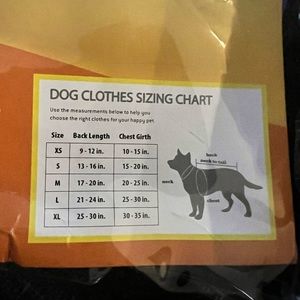 DOG CLOTHES SIZING CHART
Use the measurements below to help you
choose the right clothes for your happy pet.
Size Back Length Chest Girth
XS 9 - 12 in. 10 - 15 in.
S 13 - 16 in. 15 - 20 in.
M 17 - 20 in. 20 - 25 in.
L 21 - 24 in. 25 - 30 in.
XL 25 - 30 in. 30 - 35 in.
back
neck to tail
neck
chest